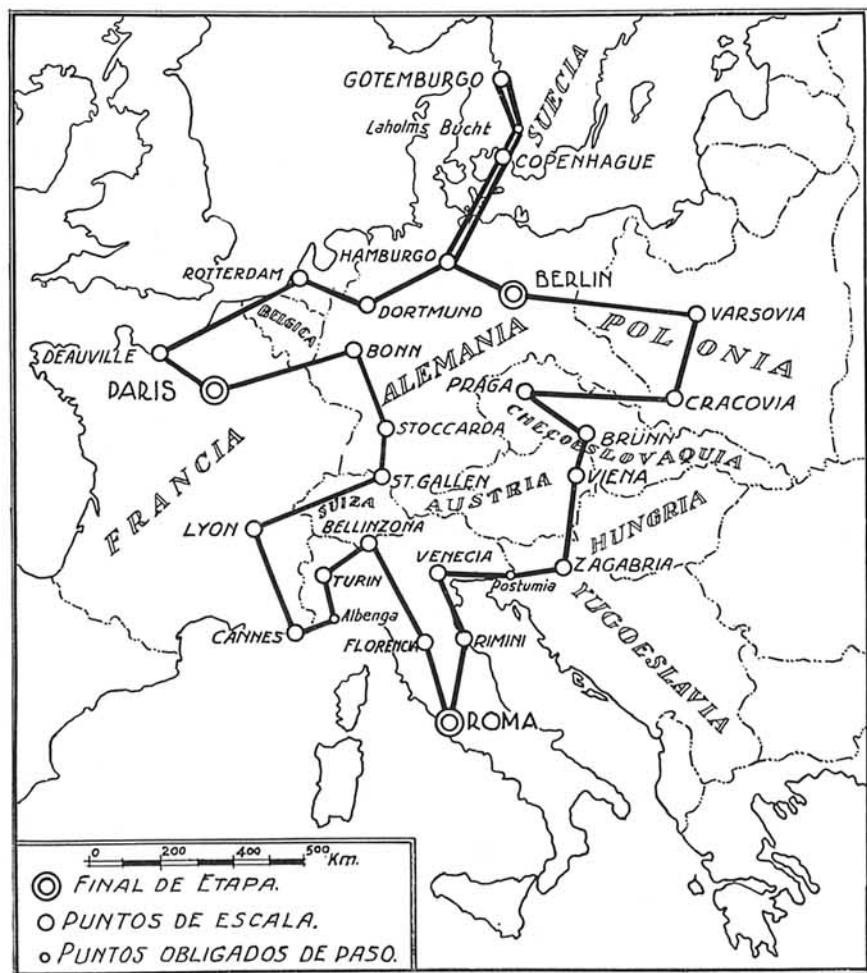 GOTEMBURGO
SUECIA
Laholms Bucht
COPENHAGUE
HAMBURGO
ROTTERDAM
BERLIN
BELGICA
DORTMUND
VARSOVIA
POLONIA
DEAUVILLE
BONN
ALEMANIA
PARIS
PRAGA
CRACOVIA
CHECOESLOVAQUIA
STOCCARDA
BRUNN
FRANCIA
ST. GALLEN
VIENA
SUIZA
AUSTRIA
LYON
BELLINZONA
HUNGRIA
VENECIA
ZAGABRIA
TURIN
Postumia
Albenga
YUGOESLAVIA
CANNES
FLORENCIA
RIMINI
ROMA
0 200 400 500 Km.
FINAL DE ETAPA.
PUNTOS DE ESCALA.
PUNTOS OBLIGADOS DE PASO.